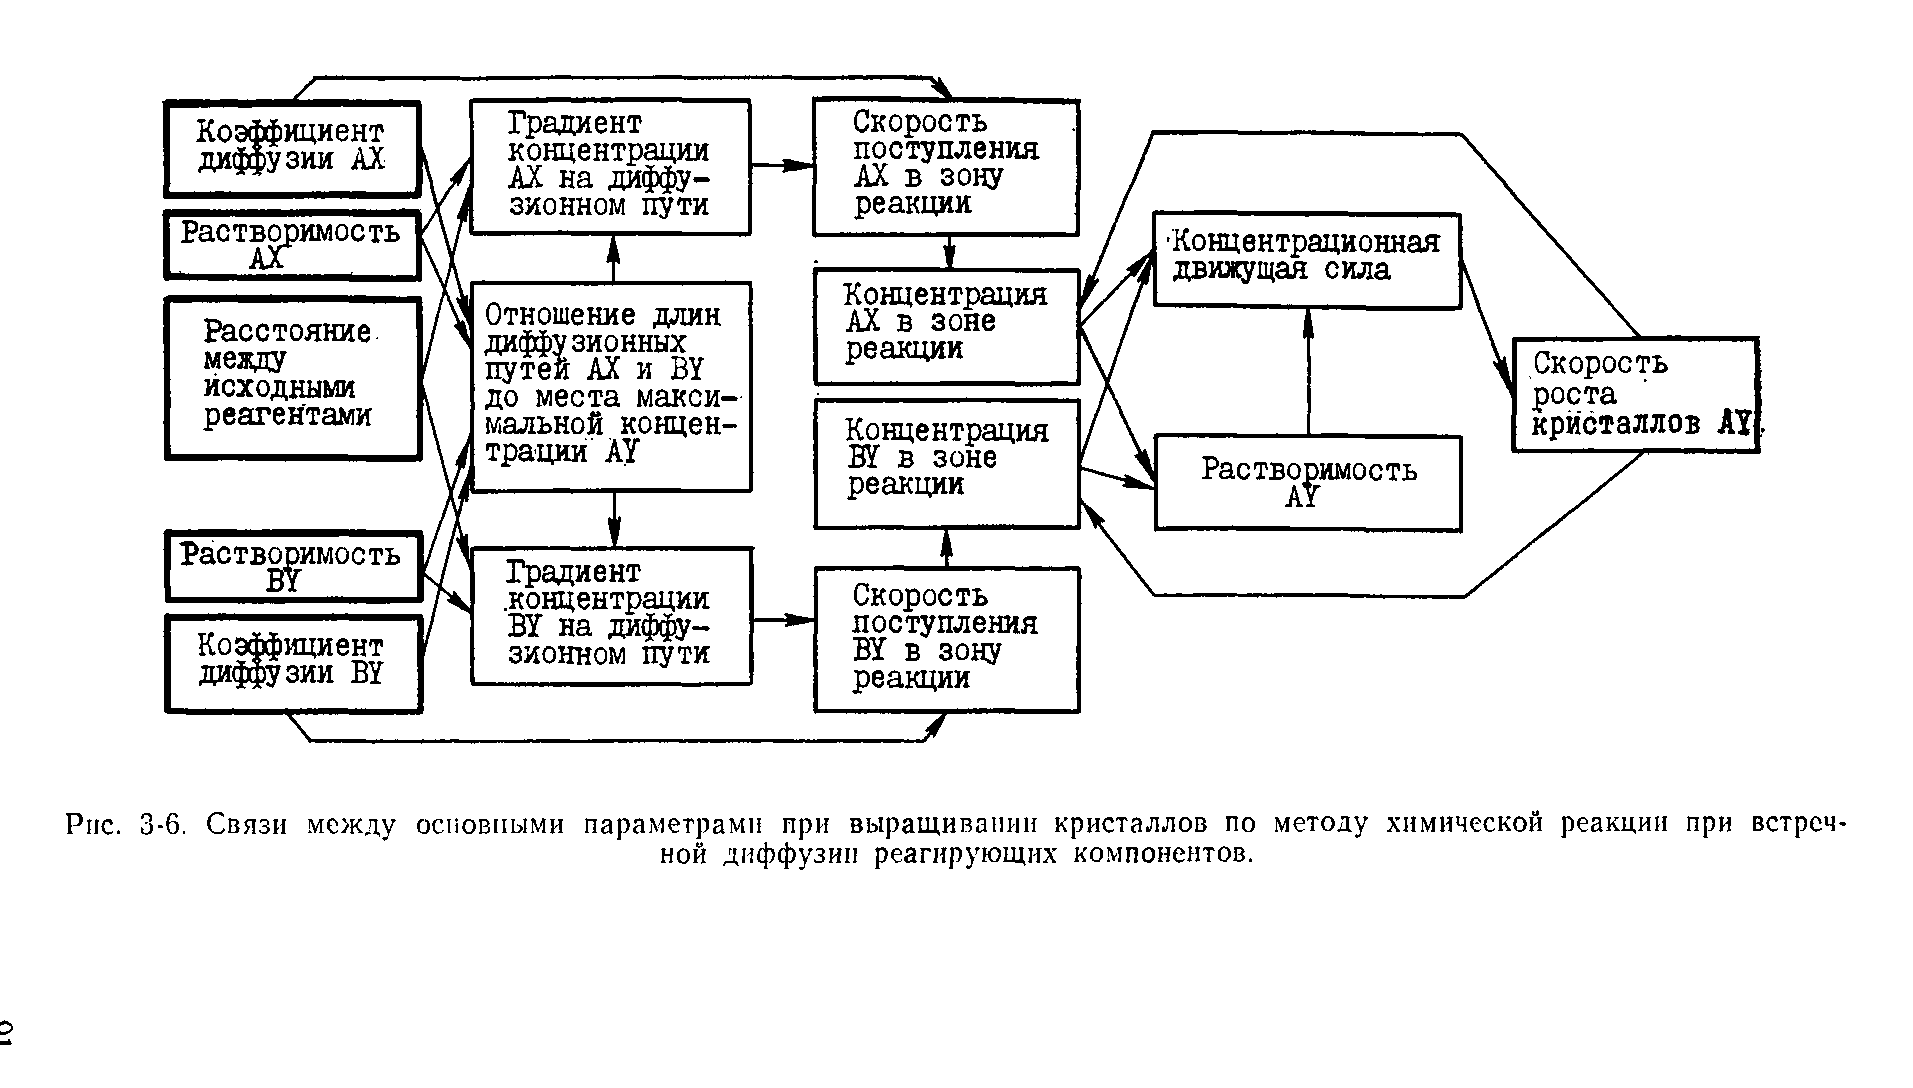 Коэффициент
диффузии AX
Растворимость
AX
Расстояние
между
исходными
реагентами
Растворимость
BY
Коэффициент
диффузии BY
Градиент
концентрации
AX на диффу-
зионном пути
Отношение длин
диффузионных
путей AX и BY
до места макси-
мальной концен-
трации AY
Градиент
концентрации
BY на диффу-
зионном пути
Скорость
поступления
AX в зону
реакции
Концентрация
AX в зоне
реакции
Концентрация
BY в зоне
реакции
Скорость
поступления
BY в зону
реакции
Концентрационная
движущая сила
Растворимость
AY
Скорость
роста
кристаллов AY
Рис. 3-6. Связи между основными параметрами при выращивании кристаллов по методу химической реакции при встреч-
ной диффузии реагирующих компонентов.